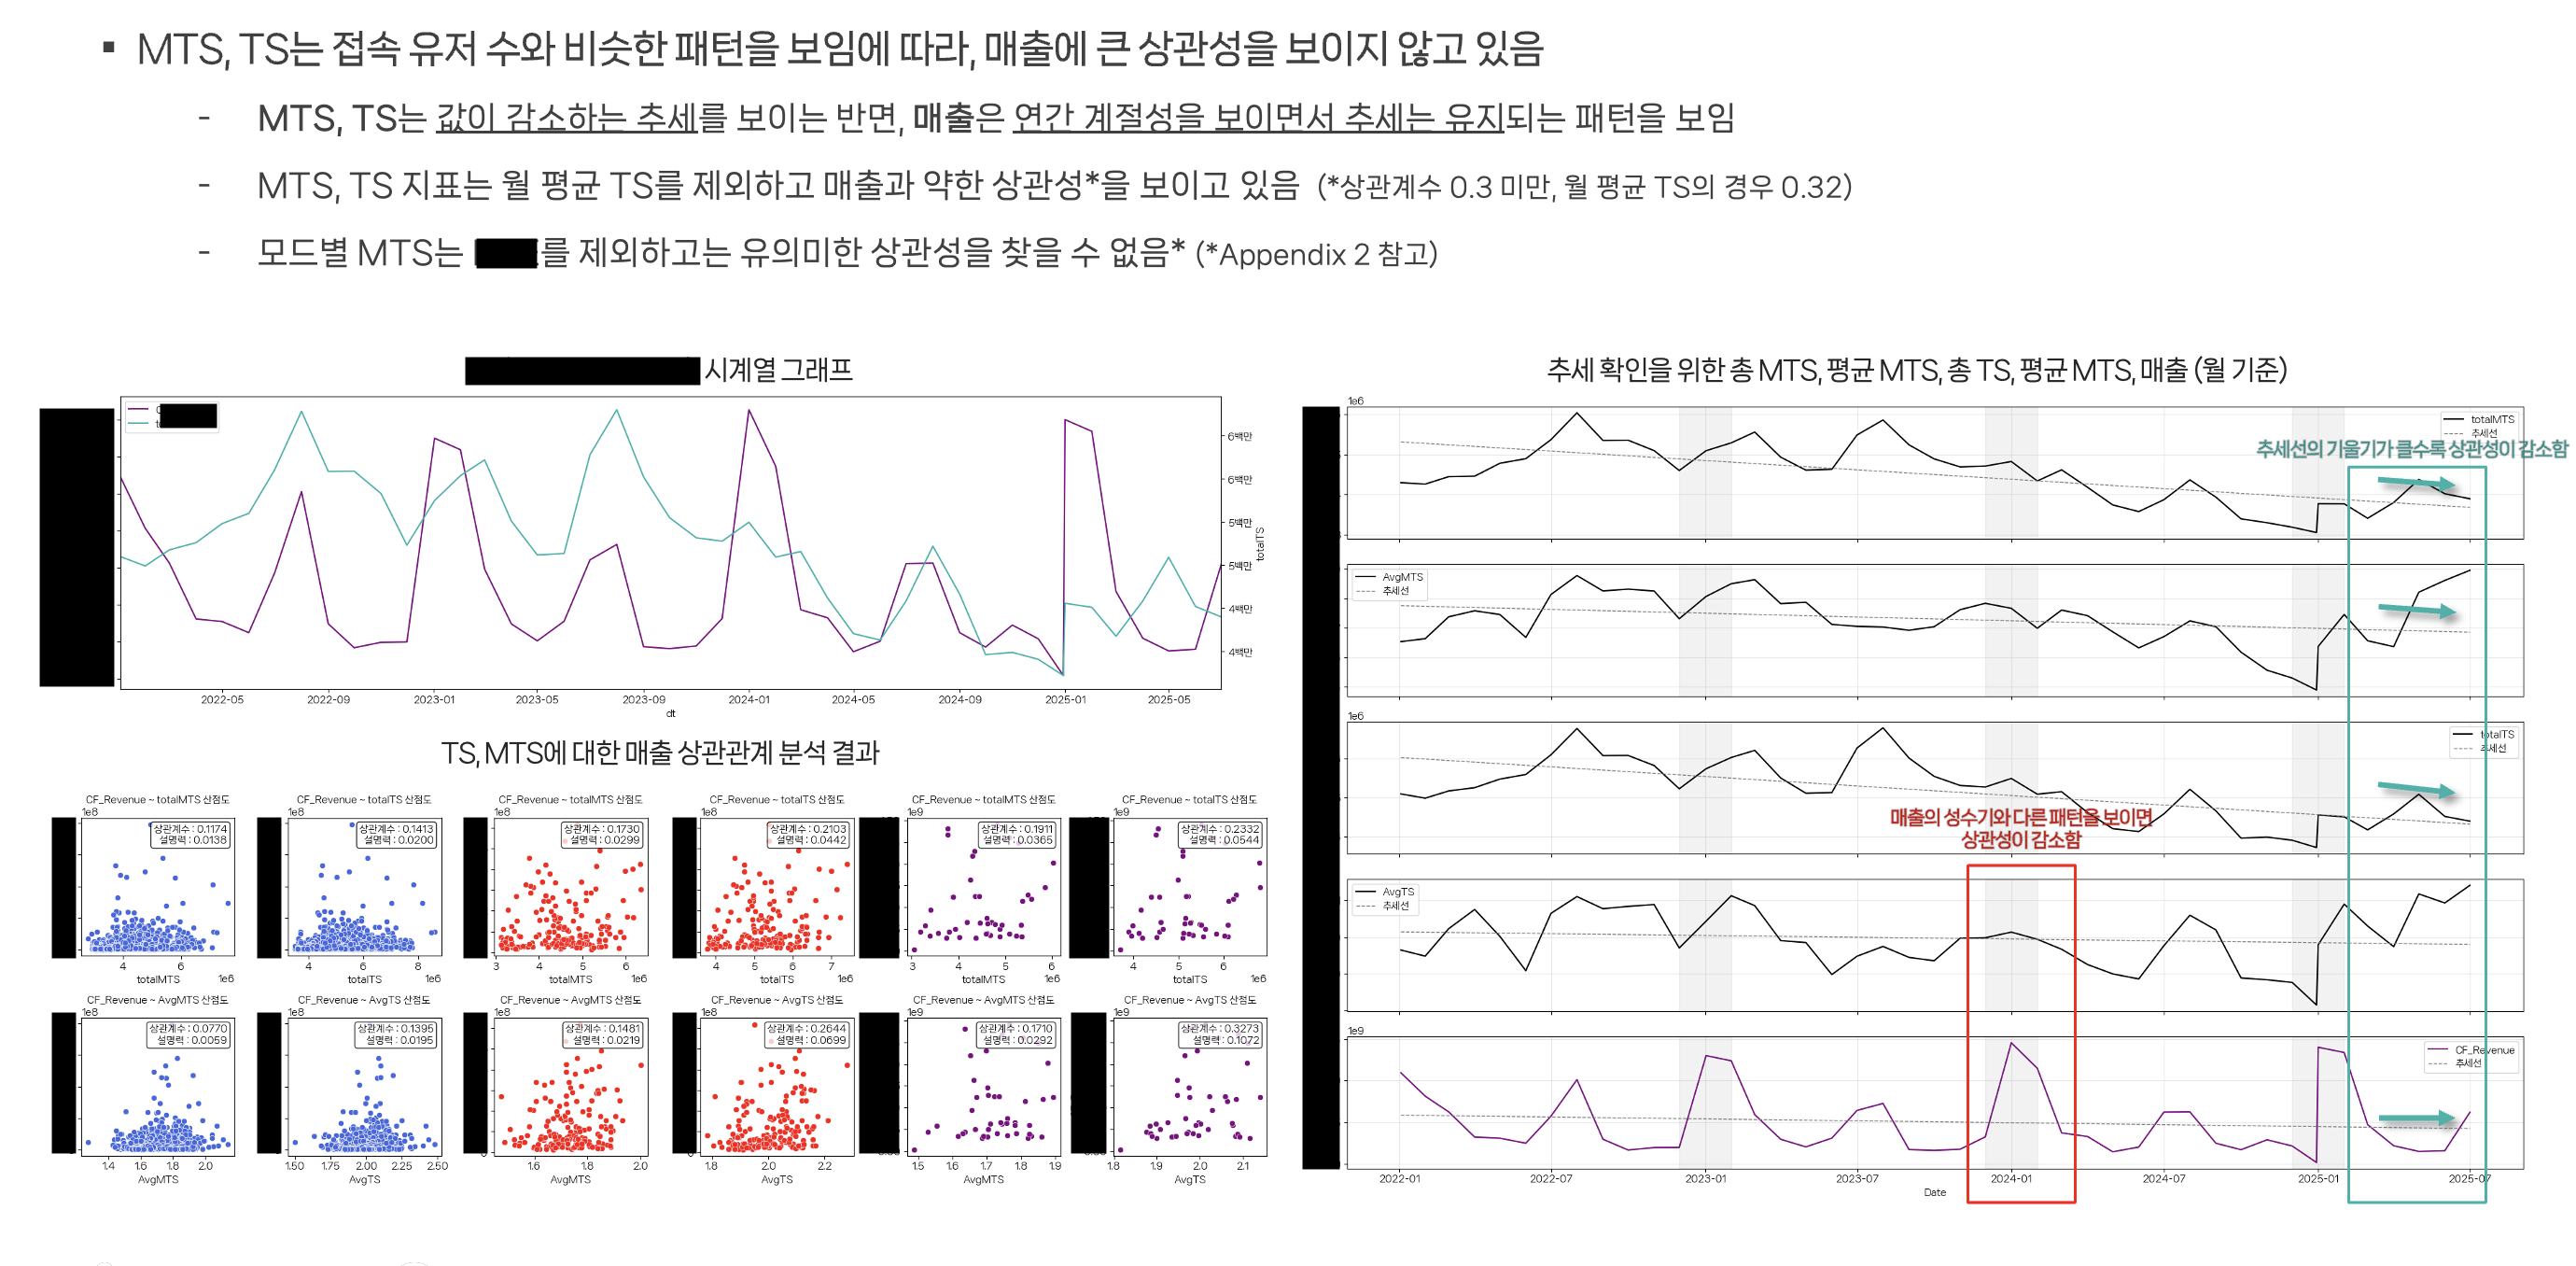 ▪ MTS, TS는 접속 유저 수와 비슷한 패턴을 보임에 따라, 매출에 큰 상관성을 보이지 않고 있음
- MTS, TS는 값이 감소하는 추세를 보이는 반면, 매출은 연간 계절성을 보이면서 추세는 유지되는 패턴을 보임
- MTS, TS 지표는 월 평균 TS를 제외하고 매출과 약한 상관성*을 보이고 있음 (*상관계수 0.3 미만, 월 평균 TS의 경우 0.32)
- 모드별 MTS는 를 제외하고는 유의미한 상관성을 찾을 수 없음* (*Appendix 2 참고)
시계열 그래프
6백만
6백만
5백만
5백만
4백만
4백만
totalTS
2022-05 2022-09 2023-01 2023-05 2023-09 2024-01 2024-05 2024-09 2025-01 2025-05
dt
TS, MTS에 대한 매출 상관관계 분석 결과
CF_Revenue ~ totalMTS 산점도
1e8
상관계수 : 0.1174
설명력 : 0.0138
4 6 1e6
totalMTS
CF_Revenue ~ totalTS 산점도
1e8
상관계수 : 0.1413
설명력 : 0.0200
4 6 8 1e6
totalTS
CF_Revenue ~ totalMTS 산점도
1e8
상관계수 : 0.1730
설명력 : 0.0299
3 4 5 6 1e6
totalMTS
CF_Revenue ~ totalTS 산점도
1e8
상관계수 : 0.2103
설명력 : 0.0442
4 5 6 7 1e6
totalTS
CF_Revenue ~ totalMTS 산점도
1e9
상관계수 : 0.1911
설명력 : 0.0365
3 4 5 6 1e6
totalMTS
CF_Revenue ~ totalTS 산점도
1e9
상관계수 : 0.2332
설명력 : 0.0544
4 5 6 1e6
totalTS
CF_Revenue ~ AvgMTS 산점도
1e8
상관계수 : 0.0770
설명력 : 0.0059
1.4 1.6 1.8 2.0
AvgMTS
CF_Revenue ~ AvgTS 산점도
1e8
상관계수 : 0.1395
설명력 : 0.0195
1.50 1.75 2.00 2.25 2.50
AvgTS
CF_Revenue ~ AvgMTS 산점도
1e8
상관계수 : 0.1481
설명력 : 0.0219
1.6 1.8 2.0
AvgMTS
CF_Revenue ~ AvgTS 산점도
1e8
상관계수 : 0.2644
설명력 : 0.0699
1.8 2.0 2.2
AvgTS
CF_Revenue ~ AvgMTS 산점도
1e9
상관계수 : 0.1710
설명력 : 0.0292
1.5 1.6 1.7 1.8 1.9
AvgMTS
CF_Revenue ~ AvgTS 산점도
1e9
상관계수 : 0.3273
설명력 : 0.1072
1.8 1.9 2.0 2.1
AvgTS
추세 확인을 위한 총 MTS, 평균 MTS, 총 TS, 평균 MTS, 매출 (월 기준)
1e6
totalMTS
추세선
추세선의 기울기가 클수록 상관성이 감소함
AvgMTS
추세선
1e6
totalTS
추세선
매출의 성수기와 다른 패턴을 보이면
상관성이 감소함
AvgTS
추세선
1e9
CF_Revenue
추세선
2022-01 2022-07 2023-01 2023-07 2024-01 2024-07 2025-01 2025-07
Date